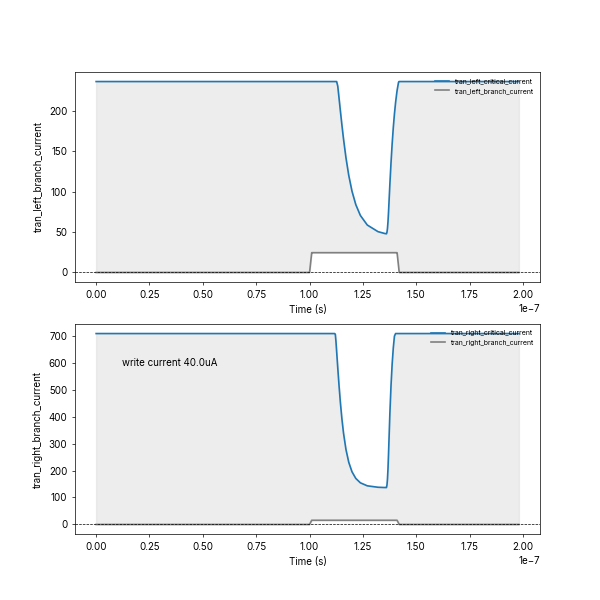 tran_left_critical_current
tran_left_branch_current
tran_left_branch_current
200
150
100
50
0
0.00 0.25 0.50 0.75 1.00 1.25 1.50 1.75 2.00
Time (s)
1e−7
tran_right_critical_current
tran_right_branch_current
write current 40.0uA
tran_right_branch_current
700
600
500
400
300
200
100
0
0.00 0.25 0.50 0.75 1.00 1.25 1.50 1.75 2.00
Time (s)
1e−7